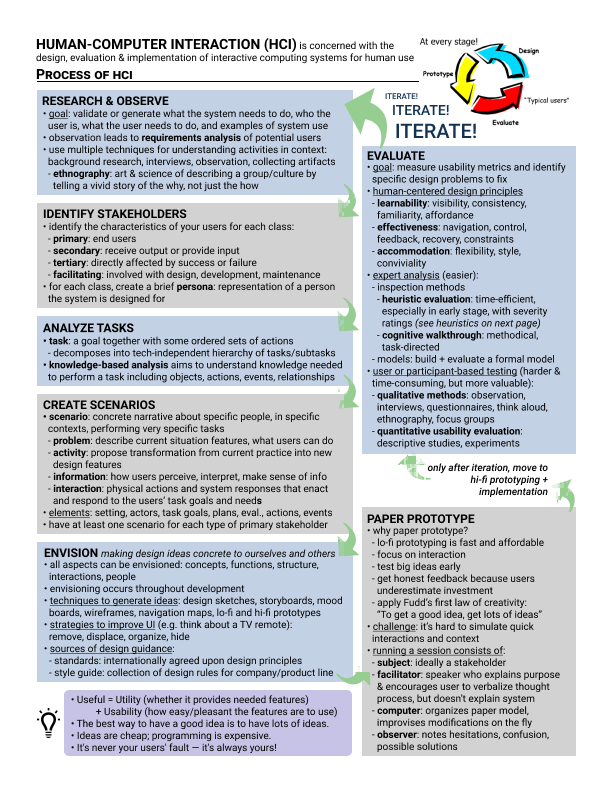 HUMAN-COMPUTER INTERACTION (HCI) is concerned with the
design, evaluation & implementation of interactive computing systems for human use
PROCESS OF HCI
At every stage!
Design
Prototype
"Typical users"
Evaluate
RESEARCH & OBSERVE
• goal: validate or generate what the system needs to do, who the
user is, what the user needs to do, and examples of system use
• observation leads to requirements analysis of potential users
• use multiple techniques for understanding activities in context:
background research, interviews, observation, collecting artifacts
- ethnography: art & science of describing a group/culture by
telling a vivid story of the why, not just the how
IDENTIFY STAKEHOLDERS
• identify the characteristics of your users for each class:
- primary: end users
- secondary: receive output or provide input
- tertiary: directly affected by success or failure
- facilitating: involved with design, development, maintenance
• for each class, create a brief persona: representation of a person
the system is designed for
ANALYZE TASKS
• task: a goal together with some ordered sets of actions
- decomposes into tech-independent hierarchy of tasks/subtasks
• knowledge-based analysis aims to understand knowledge needed
to perform a task including objects, actions, events, relationships
CREATE SCENARIOS
• scenario: concrete narrative about specific people, in specific
contexts, performing very specific tasks
- problem: describe current situation features, what users can do
- activity: propose transformation from current practice into new
design features
- information: how users perceive, interpret, make sense of info
- interaction: physical actions and system responses that enact
and respond to the users' task goals and needs
• elements: setting, actors, task goals, plans, eval., actions, events
• have at least one scenario for each type of primary stakeholder
ENVISION making design ideas concrete to ourselves and others
• all aspects can be envisioned: concepts, functions, structure,
interactions, people
• envisioning occurs throughout development
• techniques to generate ideas: design sketches, storyboards, mood
boards, wireframes, navigation maps, lo-fi and hi-fi prototypes
• strategies to improve UI (e.g. think about a TV remote):
remove, displace, organize, hide
• sources of design guidance:
- standards: internationally agreed upon design principles
- style guide: collection of design rules for company/product line
• Useful = Utility (whether it provides needed features)
+ Usability (how easy/pleasant the features are to use)
• The best way to have a good idea is to have lots of ideas.
• Ideas are cheap; programming is expensive.
• It's never your users' fault — it's always yours!
ITERATE!
ITERATE!
ITERATE!
EVALUATE
• goal: measure usability metrics and identify
specific design problems to fix
• human-centered design principles
- learnability: visibility, consistency,
familiarity, affordance
- effectiveness: navigation, control,
feedback, recovery, constraints
- accommodation: flexibility, style,
conviviality
• expert analysis (easier):
- inspection methods
- heuristic evaluation: time-efficient,
especially in early stage, with severity
ratings (see heuristics on next page)
- cognitive walkthrough: methodical,
task-directed
- models: build + evaluate a formal model
• user or participant-based testing (harder &
time-consuming, but more valuable):
- qualitative methods: observation,
interviews, questionnaires, think aloud,
ethnography, focus groups
- quantitative usability evaluation:
descriptive studies, experiments
only after iteration, move to
hi-fi prototyping +
implementation
PAPER PROTOTYPE
• why paper prototype?
- lo-fi prototyping is fast and affordable
- focus on interaction
- test big ideas early
- get honest feedback because users
underestimate investment
- apply Fudd's first law of creativity:
"To get a good idea, get lots of ideas"
• challenge: it's hard to simulate quick
interactions and context
• running a session consists of:
- subject: ideally a stakeholder
- facilitator: speaker who explains purpose
& encourages user to verbalize thought
process, but doesn't explain system
- computer: organizes paper model,
improvises modifications on the fly
- observer: notes hesitations, confusion,
possible solutions